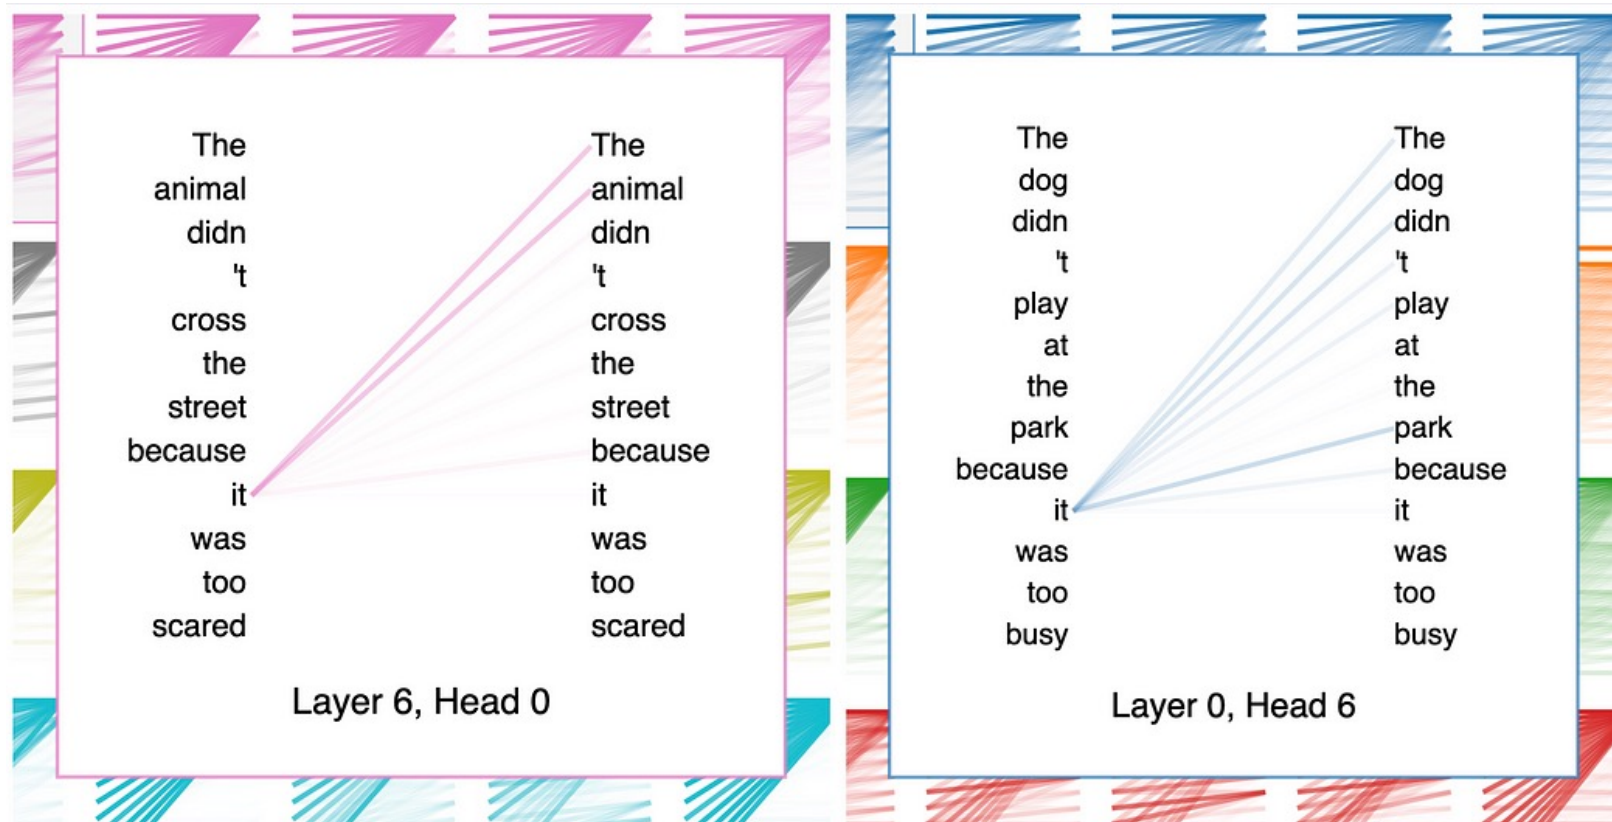 The The
animal animal
didn didn
't 't
cross cross
the the
street street
because because
it it
was was
too too
scared scared
Layer 6, Head 0
The The
dog dog
didn didn
't 't
play play
at at
the the
park park
because because
it it
was was
too too
busy busy
Layer 0, Head 6